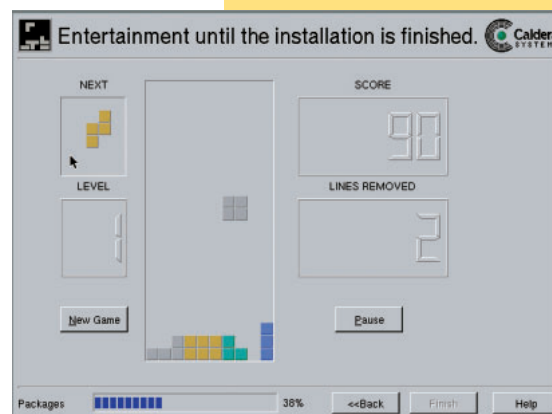 Entertainment until the installation is finished.
Calder
SYSTEM
NEXT
SCORE
90
LEVEL
LINES REMOVED
1
2
New Game
Pause
Packages
38%
<<Back
Finish
Help